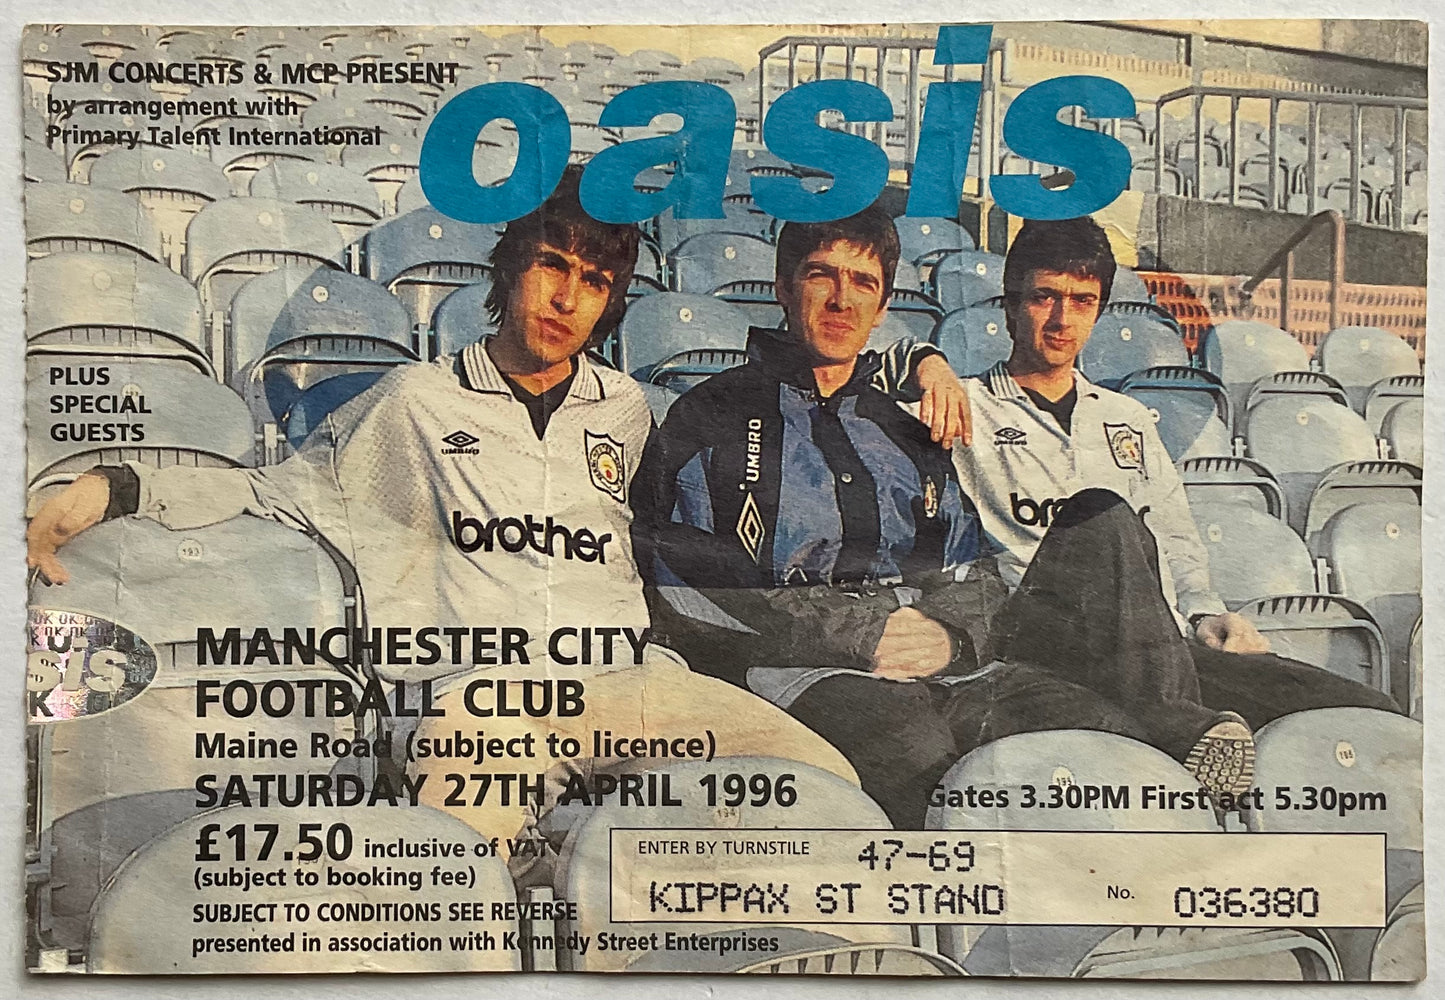 SJM CONCERTS & MCP PRESENT
by arrangement with
Primary Talent International
oasis
PLUS
SPECIAL
GUESTS
UMBRO
UMBRO
brother
193
MANCHESTER CITY
FOOTBALL CLUB
Maine Road (subject to licence)
SATURDAY 27TH APRIL 1996
Gates 3.30PM First act 5.30pm
£17.50 inclusive of VAT
(subject to booking fee)
SUBJECT TO CONDITIONS SEE REVERSE
presented in association with Kennedy Street Enterprises
ENTER BY TURNSTILE 47-69
KIPPAX ST STAND No. 036380
194
195